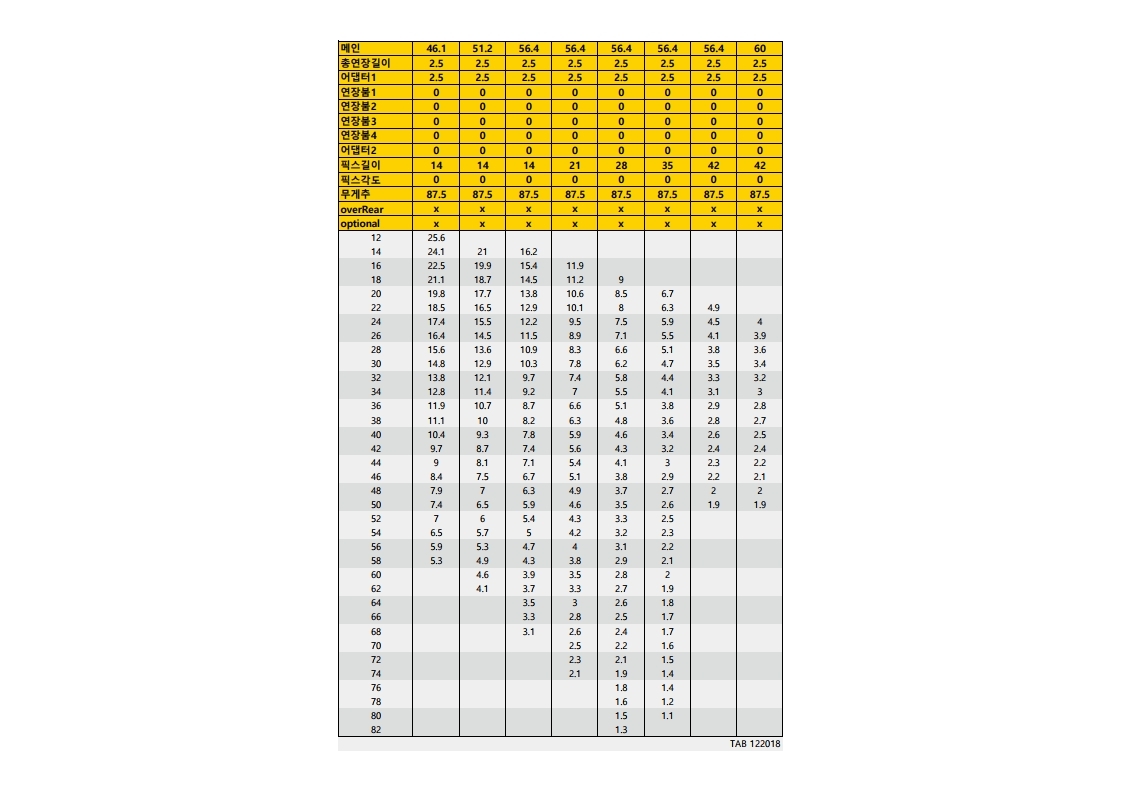 메인 46.1 51.2 56.4 56.4 56.4 56.4 56.4 60
총연장길이 2.5 2.5 2.5 2.5 2.5 2.5 2.5 2.5
어댑터1 2.5 2.5 2.5 2.5 2.5 2.5 2.5 2.5
연장붐1 0 0 0 0 0 0 0 0
연장붐2 0 0 0 0 0 0 0 0
연장붐3 0 0 0 0 0 0 0 0
연장붐4 0 0 0 0 0 0 0 0
어댑터2 0 0 0 0 0 0 0 0
픽스길이 14 14 14 21 28 35 42 42
픽스각도 0 0 0 0 0 0 0 0
무게추 87.5 87.5 87.5 87.5 87.5 87.5 87.5 87.5
overRear x x x x x x x x
optional x x x x x x x x
12 25.6
14 24.1 21 16.2
16 22.5 19.9 15.4 11.9
18 21.1 18.7 14.5 11.2 9
20 19.8 17.7 13.8 10.6 8.5 6.7
22 18.5 16.5 12.9 10.1 8 6.3 4.9
24 17.4 15.5 12.2 9.5 7.5 5.9 4.5 4
26 16.4 14.5 11.5 8.9 7.1 5.5 4.1 3.9
28 15.6 13.6 10.9 8.3 6.6 5.1 3.8 3.6
30 14.8 12.9 10.3 7.8 6.2 4.7 3.5 3.4
32 13.8 12.1 9.7 7.4 5.8 4.4 3.3 3.2
34 12.8 11.4 9.2 7 5.5 4.1 3.1 3
36 11.9 10.7 8.7 6.6 5.1 3.8 2.9 2.8
38 11.1 10 8.2 6.3 4.8 3.6 2.8 2.7
40 10.4 9.3 7.8 5.9 4.6 3.4 2.6 2.5
42 9.7 8.7 7.4 5.6 4.3 3.2 2.4 2.4
44 9 8.1 7.1 5.4 4.1 3 2.3 2.2
46 8.4 7.5 6.7 5.1 3.8 2.9 2.2 2.1
48 7.9 7 6.3 4.9 3.7 2.7 2 2
50 7.4 6.5 5.9 4.6 3.5 2.6 1.9 1.9
52 7 6 5.4 4.3 3.3 2.5
54 6.5 5.7 5 4.2 3.2 2.3
56 5.9 5.3 4.7 4 3.1 2.2
58 5.3 4.9 4.3 3.8 2.9 2.1
60 4.6 3.9 3.5 2.8 2
62 4.1 3.7 3.3 2.7 1.9
64 3.5 3 2.6 1.8
66 3.3 2.8 2.5 1.7
68 3.1 2.6 2.4 1.7
70 2.5 2.2 1.6
72 2.3 2.1 1.5
74 2.1 1.9 1.4
76 1.8 1.4
78 1.6 1.2
80 1.5 1.1
82 1.3
TAB 122018